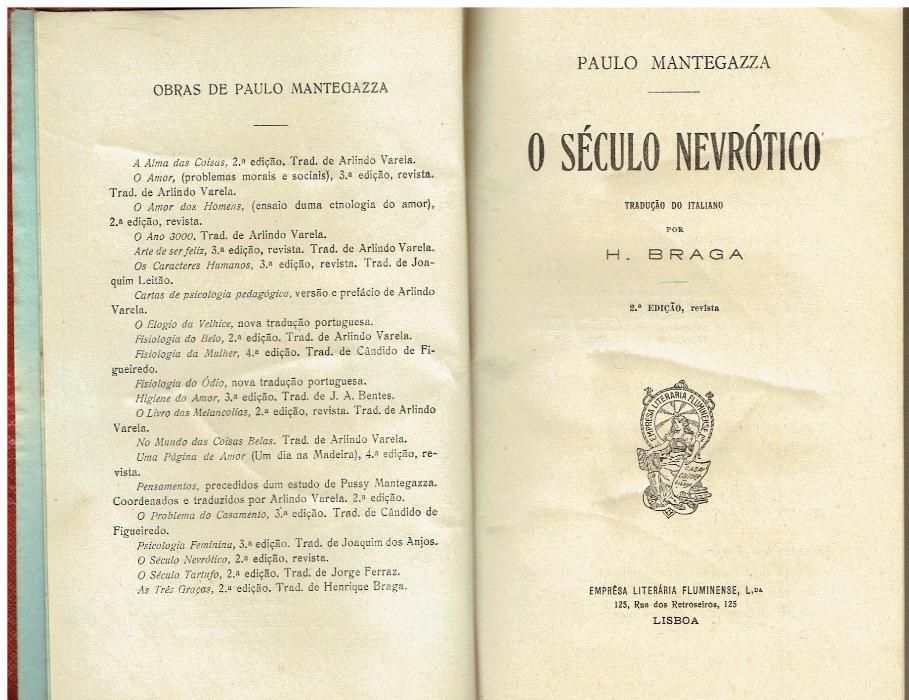 OBRAS DE PAULO MANTEGAZZA
A Alma das Coisas, 2.ª edição. Trad. de Arlindo Varela.
O Amor, (problemas morais e sociais), 3.ª edição, revista.
Trad. de Arlindo Varela.
O Amor dos Homens, (ensaio duma etnologia do amor),
2.ª edição, revista.
O Ano 3000. Trad. de Arlindo Varela.
Arte de ser feliz, 3.ª edição, revista. Trad. de Arlindo Varela.
Os Caracteres Humanos, 3.ª edição, revista. Trad. de Joa-
quim Leitão.
Cartas de psicologia pedagógica, versão e prefácio de Arlindo
Varela.
O Elogio da Velhice, nova tradução portuguesa.
Fisiologia do Belo, 2.ª edição. Trad. de Arlindo Varela.
Fisiologia da Mulher, 4.ª edição. Trad. de Cândido de Fi-
gueiredo.
Fisiologia do Ódio, nova tradução portuguesa.
Higiene do Amor, 3.ª edição. Trad. de J. A. Bentes.
O Livro das Melancolias, 2.ª edição, revista. Trad. de Arlindo
Varela.
No Mundo das Coisas Belas. Trad. de Arlindo Varela.
Uma Página de Amor (Um dia na Madeira), 4.ª edição, re-
vista.
Pensamentos, precedidos dum estudo de Pussy Mantegazza.
Coordenados e traduzidos por Arlindo Varela. 2.ª edição.
O Problema do Casamento, 3.ª edição. Trad. de Cândido de
Figueiredo.
Psicologia Feminina, 3.ª edição. Trad. de Joaquim dos Anjos.
O Século Nevrótico, 2.ª edição, revista.
O Século Tartufo, 2.ª edição. Trad. de Jorge Ferraz.
As Três Graças, 2.ª edição. Trad. de Henrique Braga.
PAULO MANTEGAZZA
O SÉCULO NEVRÓTICO
TRADUÇÃO DO ITALIANO
POR
H. BRAGA
2.ª EDIÇÃO, revista
EMPRESA LITERARIA FLUMINENSE
CASA
EDITORA
EMPRÊSA LITERÁRIA FLUMINENSE, L.DA
125, Rua dos Retroseiros, 125
LISBOA